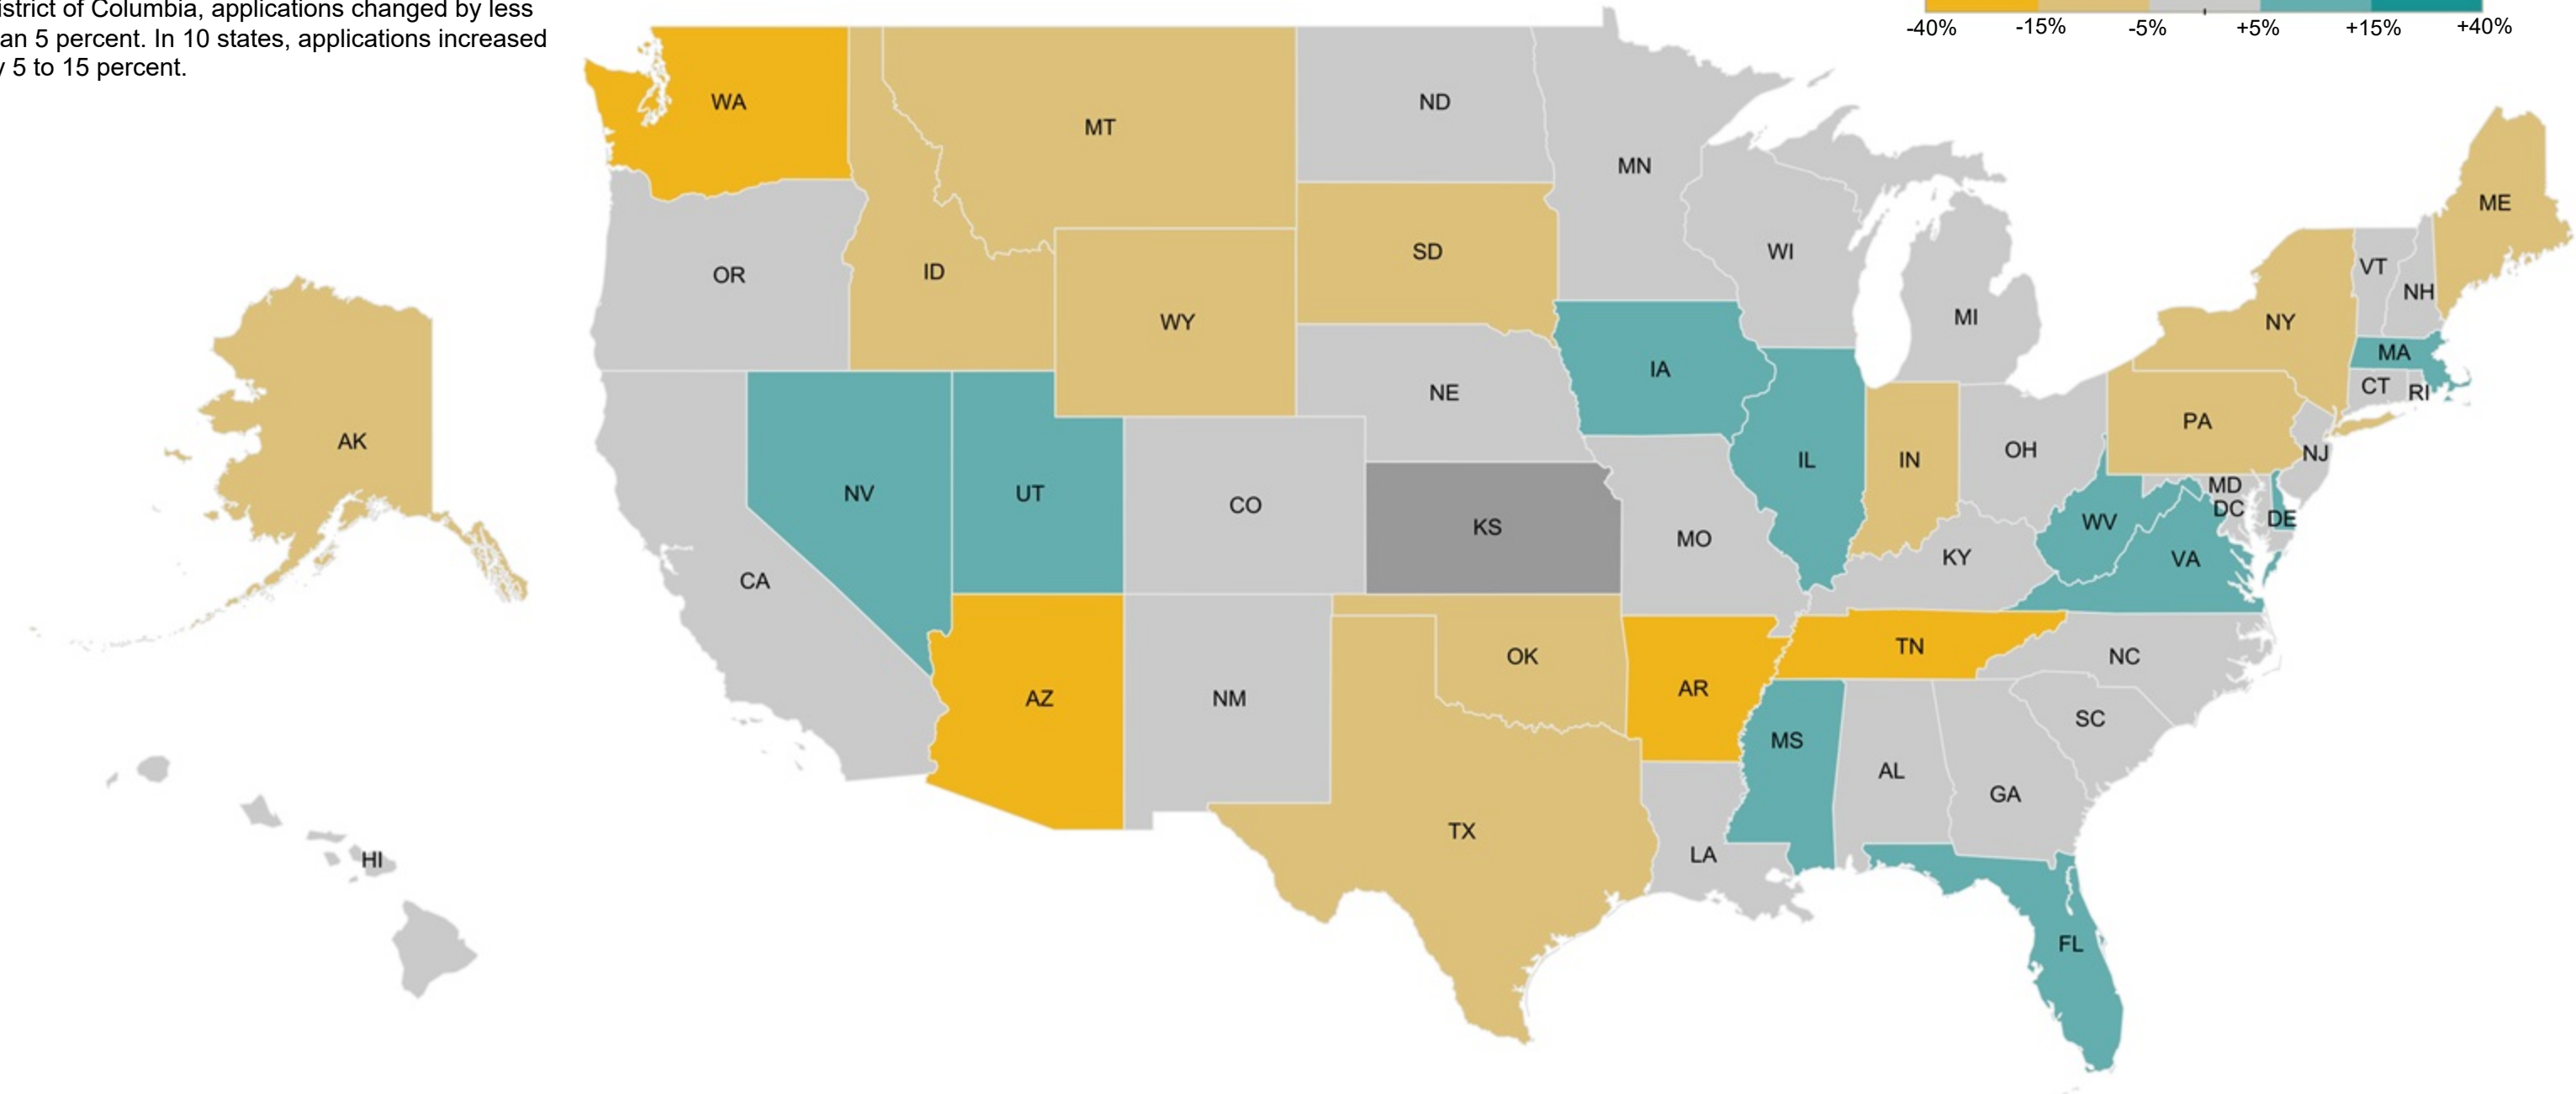 istrict of Columbia, applications changed by less
an 5 percent. In 10 states, applications increased
y 5 to 15 percent.
-40% -15% -5% +5% +15% +40%
WA
MT
ND
MN
ME
OR
ID
SD
WI
VT
NH
WY
MI
NY
IA
MA
NE
CT
RI
AK
PA
NV
UT
CO
IL
IN
OH
NJ
KS
MO
MD
DC
DE
WV
VA
KY
CA
AZ
NM
OK
AR
TN
NC
SC
MS
AL
GA
TX
LA
HI
FL